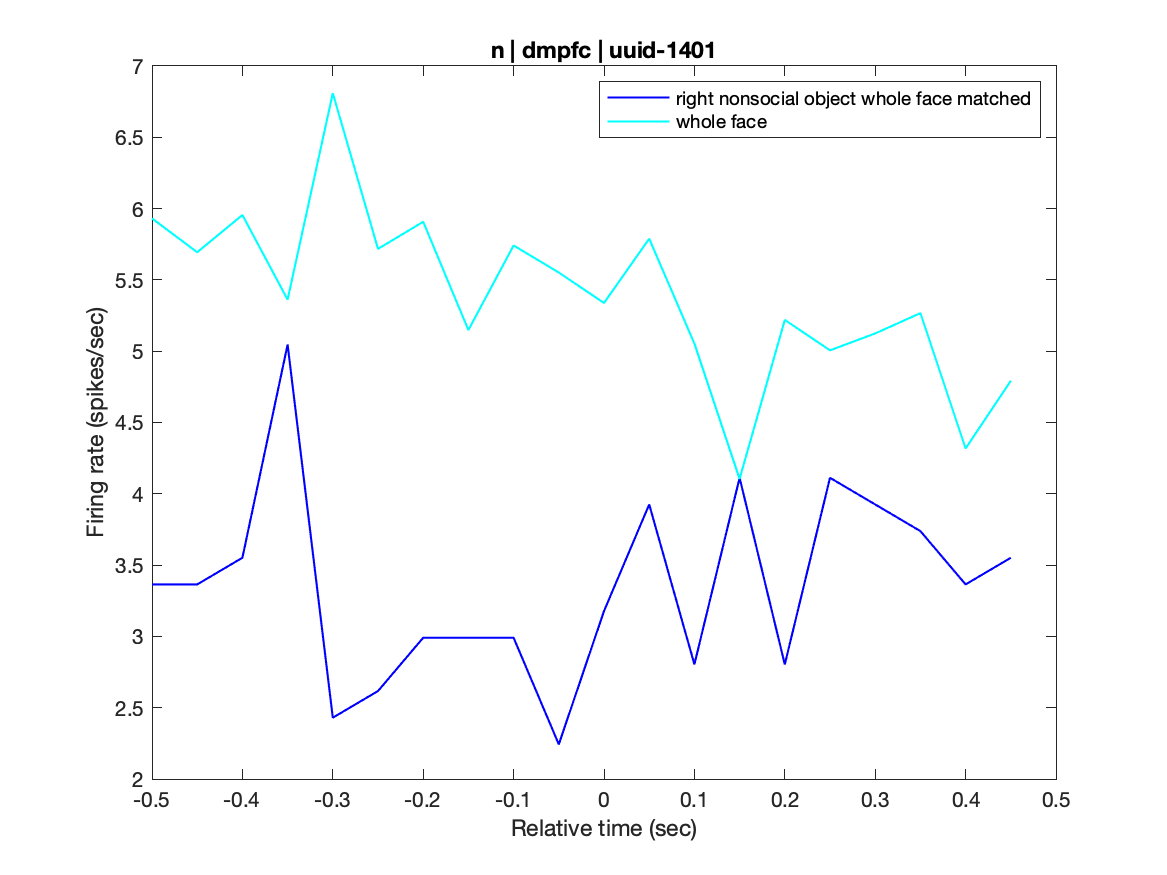 n | dmpfc | uuid-1401
right nonsocial object whole face matched
whole face
7
6.5
6
5.5
5
4.5
4
3.5
3
2.5
2
Firing rate (spikes/sec)
-0.5 -0.4 -0.3 -0.2 -0.1 0 0.1 0.2 0.3 0.4 0.5
Relative time (sec)